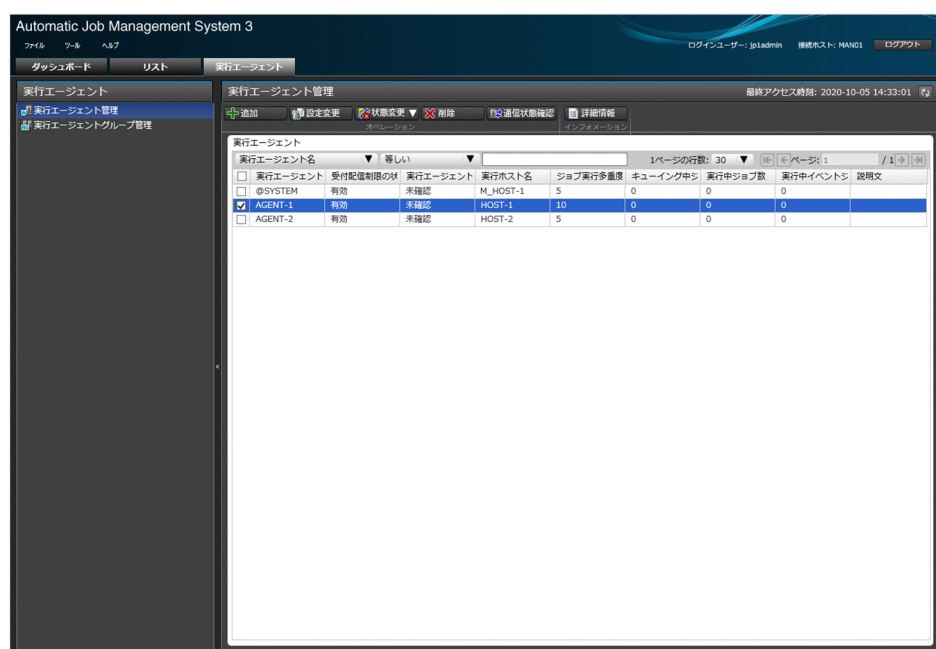 Automatic Job Management System 3
ファイル ツール ヘルプ ログインユーザー: jp1admin 接続ホスト: MAN01 ログアウト
ダッシュボード リスト 実行エージェント
実行エージェント 実行エージェント管理 最終アクセス時刻: 2020-10-05 14:33:01
実行エージェント管理
実行エージェントグループ管理
追加 設定変更 状態変更 ▼ 削除 通信状態確認 詳細情報
オペレーション インフォメーション
実行エージェント
実行エージェント名 ▼ 等しい ▼ 1ページの行数: 30 ▼ ページ: 1 / 1
実行エージェント 受付配信制限の状 実行エージェント 実行ホスト名 ジョブ実行多重度 キューイング中ジ 実行中ジョブ数 実行中イベントジ 説明文
@SYSTEM 有効 未確認 M_HOST-1 5 0 0 0
AGENT-1 有効 未確認 HOST-1 10 0 0 0
AGENT-2 有効 未確認 HOST-2 5 0 0 0